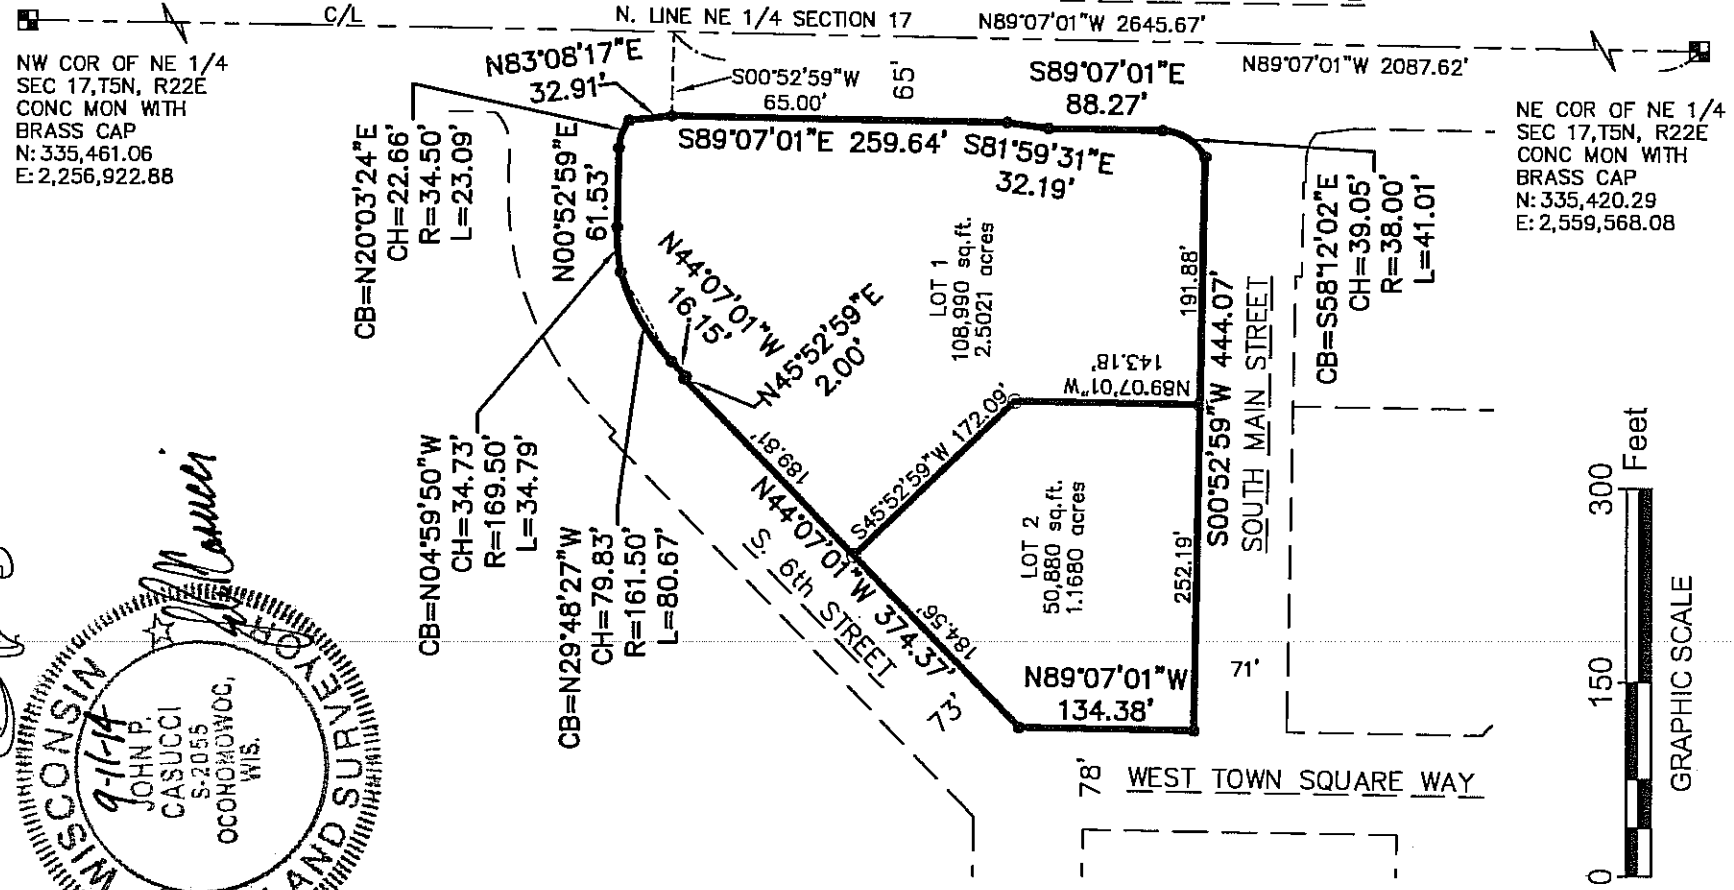 C/L
N. LINE NE 1/4 SECTION 17
N89°07'01"W 2645.67'
NW COR OF NE 1/4
SEC 17,T5N, R22E
CONC MON WITH
BRASS CAP
N: 335,461.06
E: 2,256,922.88
N83°08'17"E
32.91'
S00°52'59"W
65.00'
65'
S89°07'01"E
88.27'
N89°07'01"W 2087.62'
NE COR OF NE 1/4
SEC 17,T5N, R22E
CONC MON WITH
BRASS CAP
N: 335,420.29
E: 2,559,568.08
CB=N20°03'24"E
CH=22.66'
R=34.50'
L=23.09'
N00°52'59"E
61.53'
S89°07'01"E 259.64'
S81°59'31"E
32.19'
CB=S58°12'02"E
CH=39.05'
R=38.00'
L=41.01'
N44°07'01"W
16.15'
N45°52'59"E
2.00'
LOT 1
108,990 sq.ft.
2.5021 acres
191.88'
S00°52'59"W 444.07'
SOUTH MAIN STREET
N89°07'01"W
143.18'
S45°52'59"W 172.09'
CB=N04°59'50"W
CH=34.73'
R=169.50'
L=34.79'
CB=N29°48'27"W
CH=79.83'
R=161.50'
L=80.67'
189.81'
N44°07'01"W 374.37'
184.56'
S. 6th STREET
73'
LOT 2
50,880 sq.ft.
1.1680 acres
252.19'
N89°07'01"W
134.38'
71'
78'
WEST TOWN SQUARE WAY
300
150
0
Feet
GRAPHIC SCALE
WISCONSIN
9-11-14
JOHN P.
CASUCCI
S-2055
OCONOMOWOC,
WIS.
LAND SURVEYOR